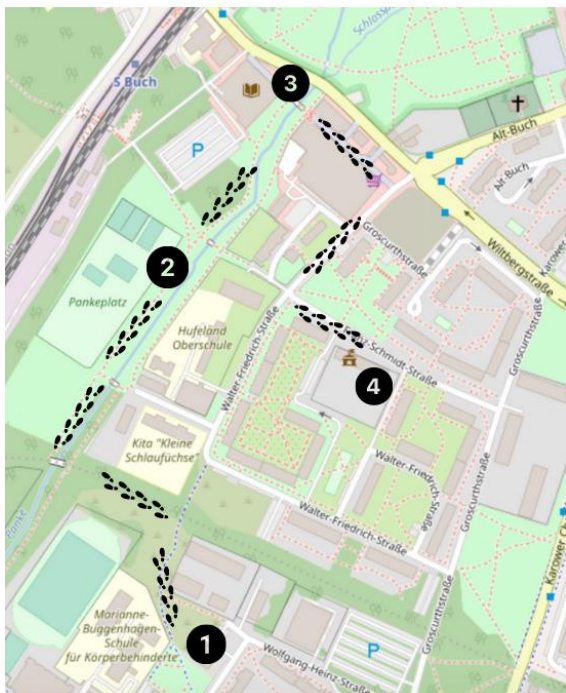 Schloss
S Buch
3
P
Alt-Buch
Alt-Buch
Groscurthstraße
Wiltbergstraße
Karower
2
Pankeplatz
Hufeland
Oberschule
Walter-Friedrich-Straße
-Schmidt-Straße
4
Groscurthstraße
Kita "Kleine
Schlaufüchse"
Walter-Friedrich-
Straße
Walter-Friedrich-Straße
Panke
Groscurthstraße
Karower Ch
Marianne-
Buggenhagen-
Schule
für Körperbehinderte
1
P
Wolfgang-Heinz-Straße